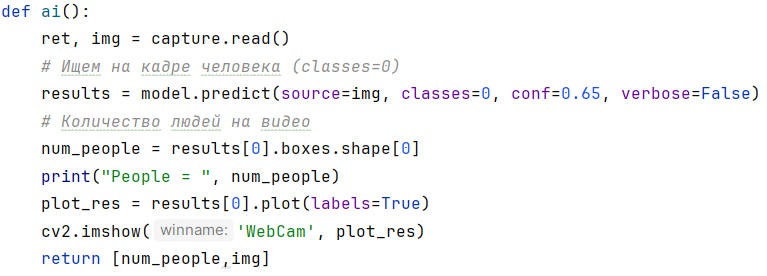 def ai():
    ret, img = capture.read()
    # Ищем на кадре человека (classes=0)
    results = model.predict(source=img, classes=0, conf=0.65, verbose=False)
    # Количество людей на видео
    num_people = results[0].boxes.shape[0]
    print("People = ", num_people)
    plot_res = results[0].plot(labels=True)
    cv2.imshow( winname: 'WebCam', plot_res)
    return [num_people,img]